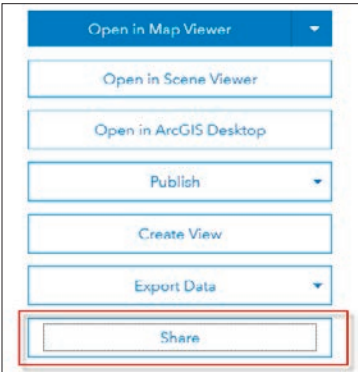 Open in Map Viewer
Open in Scene Viewer
Open in ArcGIS Desktop
Publish
Create View
Export Data
Share